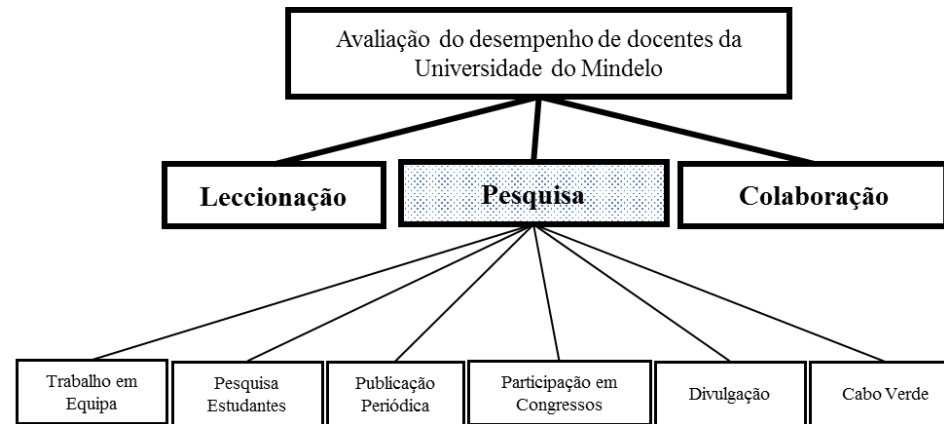 Avaliação do desempenho de docentes da
Universidade do Mindelo
Leccionação
Pesquisa
Colaboração
Trabalho em
Equipa
Pesquisa
Estudantes
Publicação
Periódica
Participação em
Congressos
Divulgação
Cabo Verde